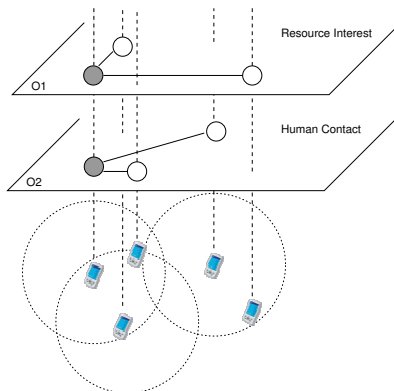 Resource Interest
O1
Human Contact
O2